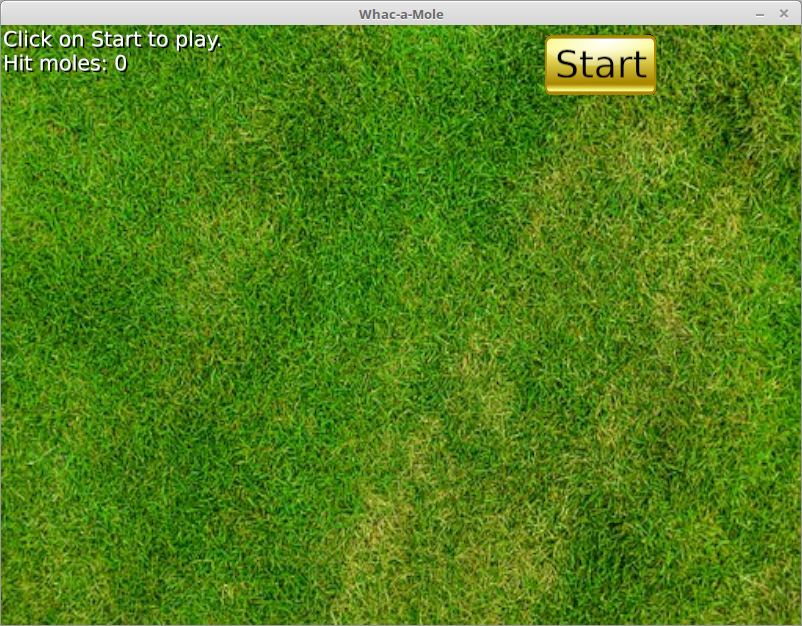 Whac-a-Mole
Click on Start to play.
Hit moles: 0
Start